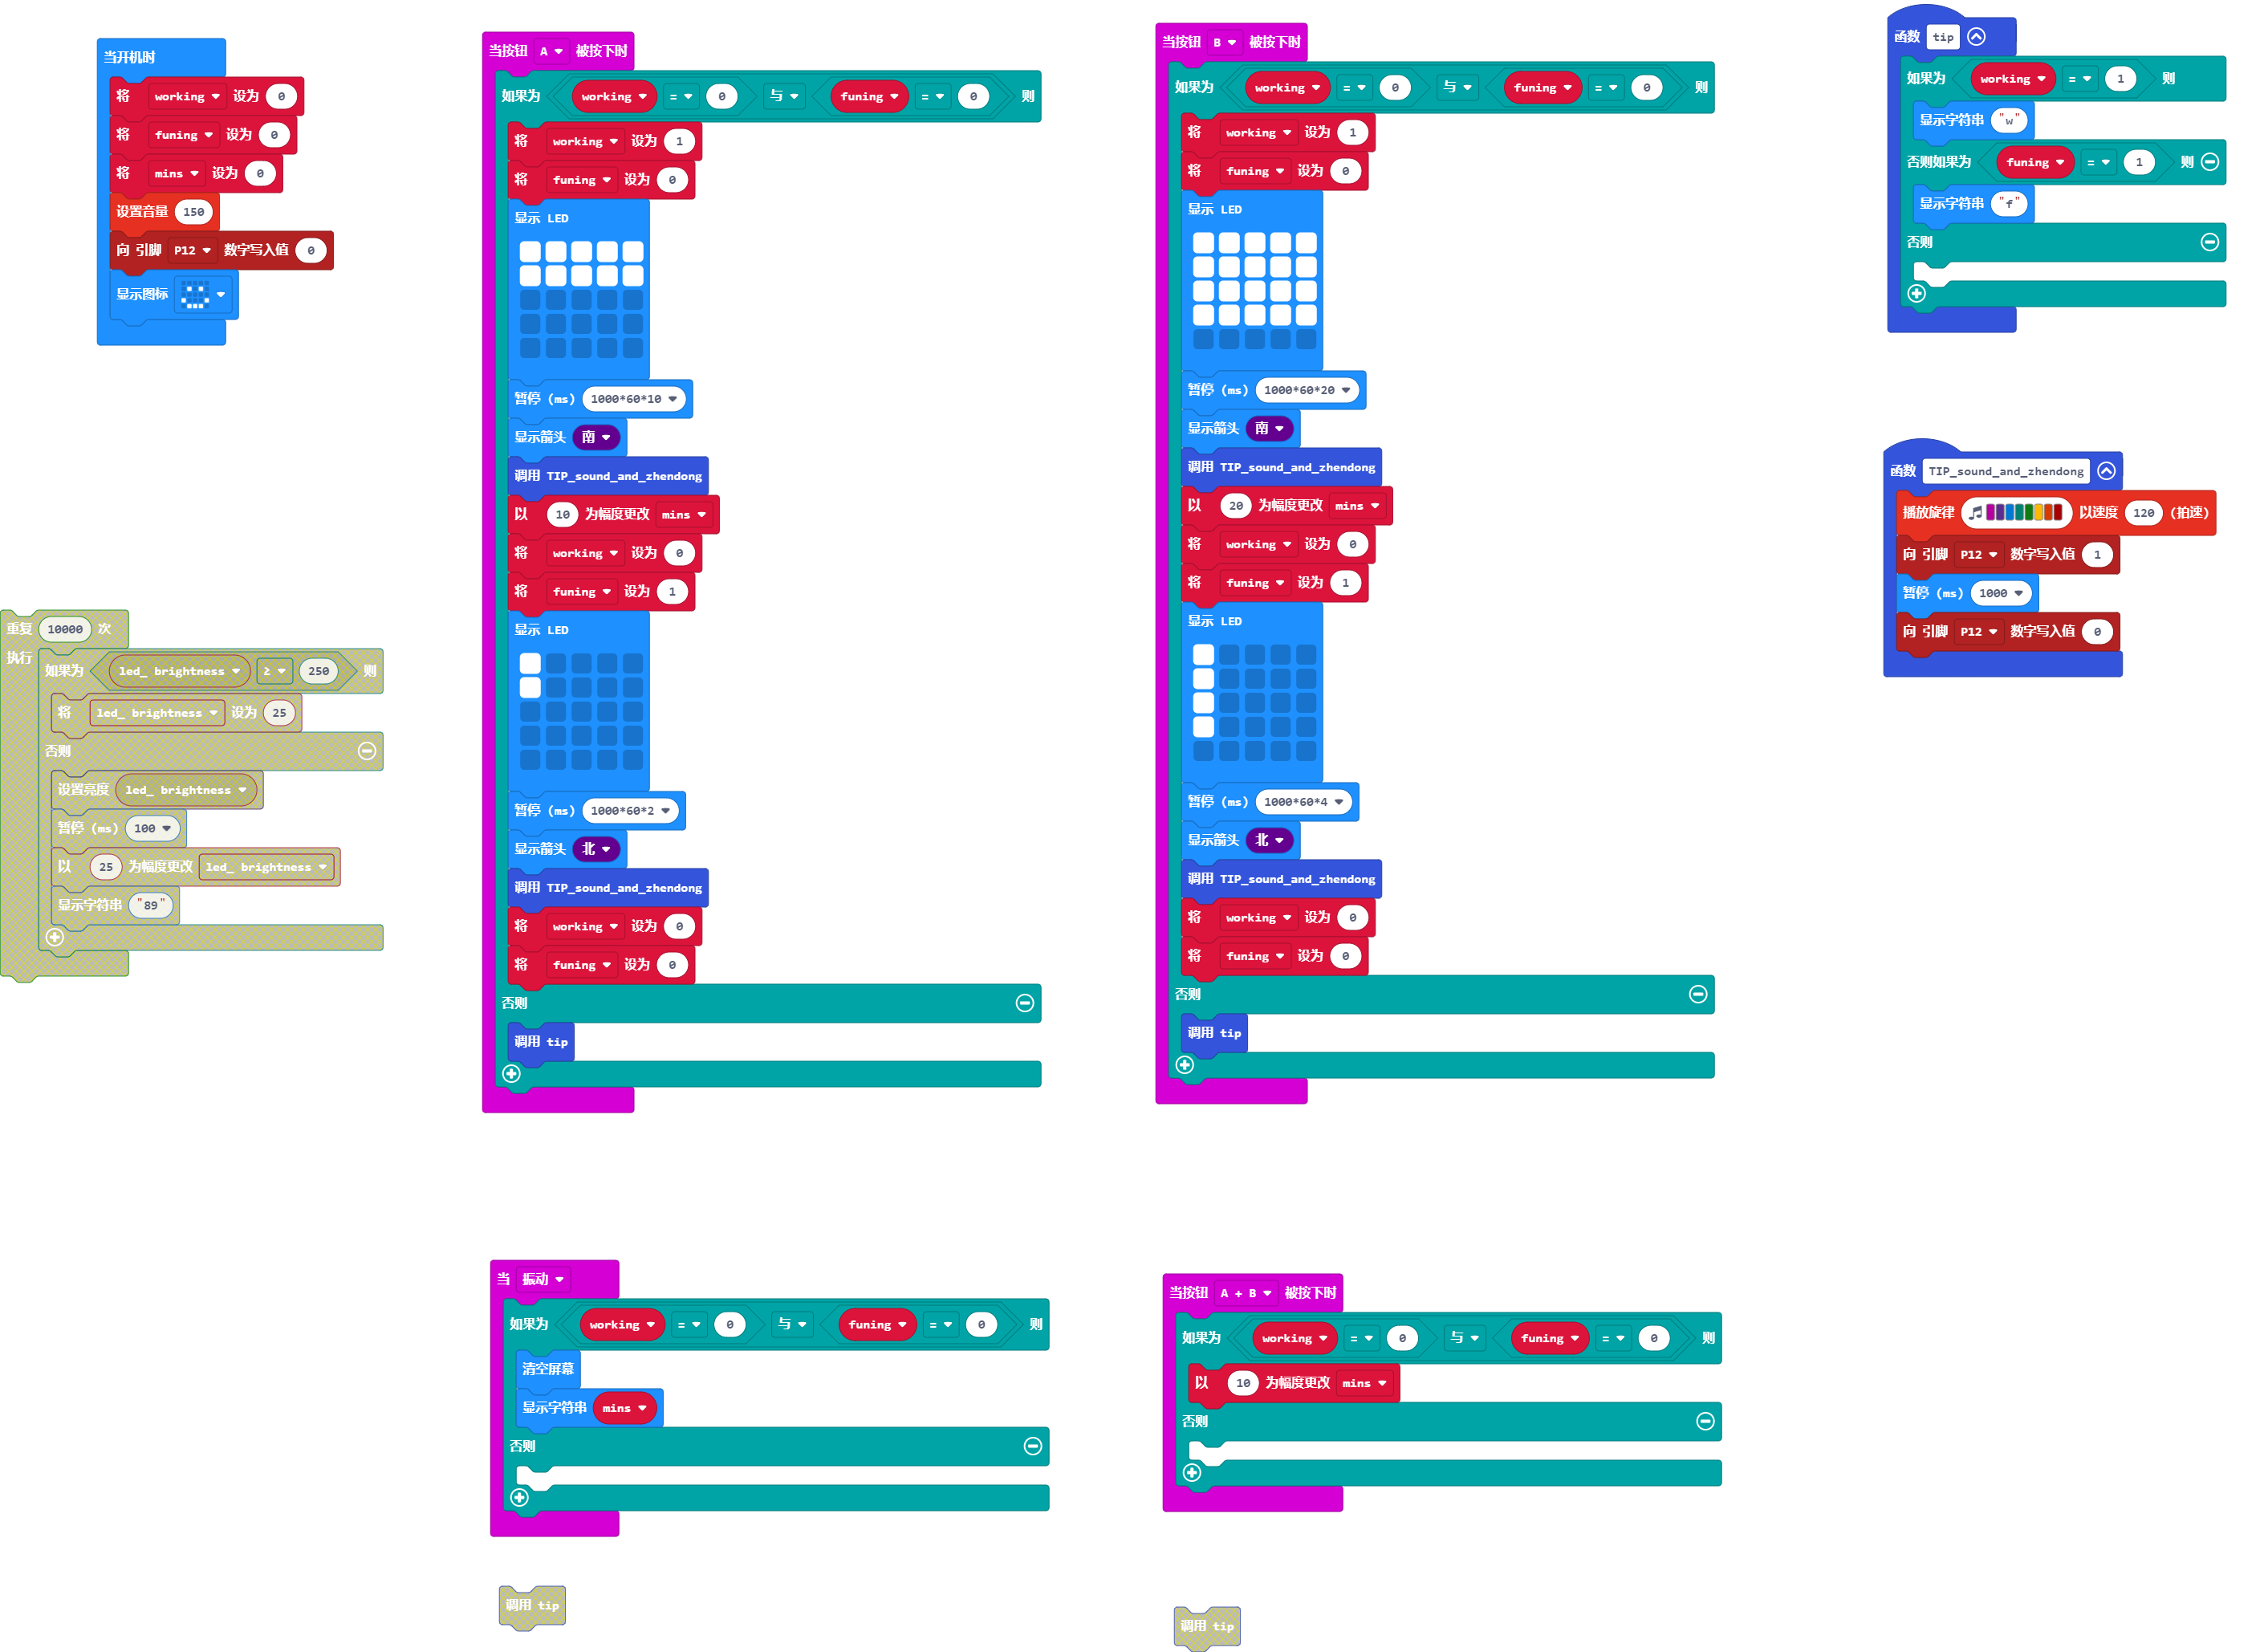 当开机时
将 working 设为 0
将 funing 设为 0
将 mins 设为 0
设置音量 150
向 引脚 P12 数字写入值 0
显示图标
重复 10000 次
执行
如果为 led_ brightness ≥ 250 则
将 led_ brightness 设为 25
否则
设置亮度 led_ brightness
暂停 (ms) 100
以 25 为幅度更改 led_ brightness
显示字符串 "89"
当按钮 A 被按下时
如果为 working = 0 与 funing = 0 则
将 working 设为 1
将 funing 设为 0
显示 LED
暂停 (ms) 1000*60*10
显示箭头 南
调用 TIP_sound_and_zhendong
以 10 为幅度更改 mins
将 working 设为 0
将 funing 设为 1
显示 LED
暂停 (ms) 1000*60*2
显示箭头 北
调用 TIP_sound_and_zhendong
将 working 设为 0
将 funing 设为 0
否则
调用 tip
当 振动
如果为 working = 0 与 funing = 0 则
清空屏幕
显示字符串 mins
否则
调用 tip
当按钮 B 被按下时
如果为 working = 0 与 funing = 0 则
将 working 设为 1
将 funing 设为 0
显示 LED
暂停 (ms) 1000*60*20
显示箭头 南
调用 TIP_sound_and_zhendong
以 20 为幅度更改 mins
将 working 设为 0
将 funing 设为 1
显示 LED
暂停 (ms) 1000*60*4
显示箭头 北
调用 TIP_sound_and_zhendong
将 working 设为 0
将 funing 设为 0
否则
调用 tip
当按钮 A + B 被按下时
如果为 working = 0 与 funing = 0 则
以 10 为幅度更改 mins
否则
调用 tip
函数 tip
如果为 working = 1 则
显示字符串 "w"
否则如果为 funing = 1 则
显示字符串 "f"
否则
函数 TIP_sound_and_zhendong
播放旋律 以速度 120 (拍速)
向 引脚 P12 数字写入值 1
暂停 (ms) 1000
向 引脚 P12 数字写入值 0